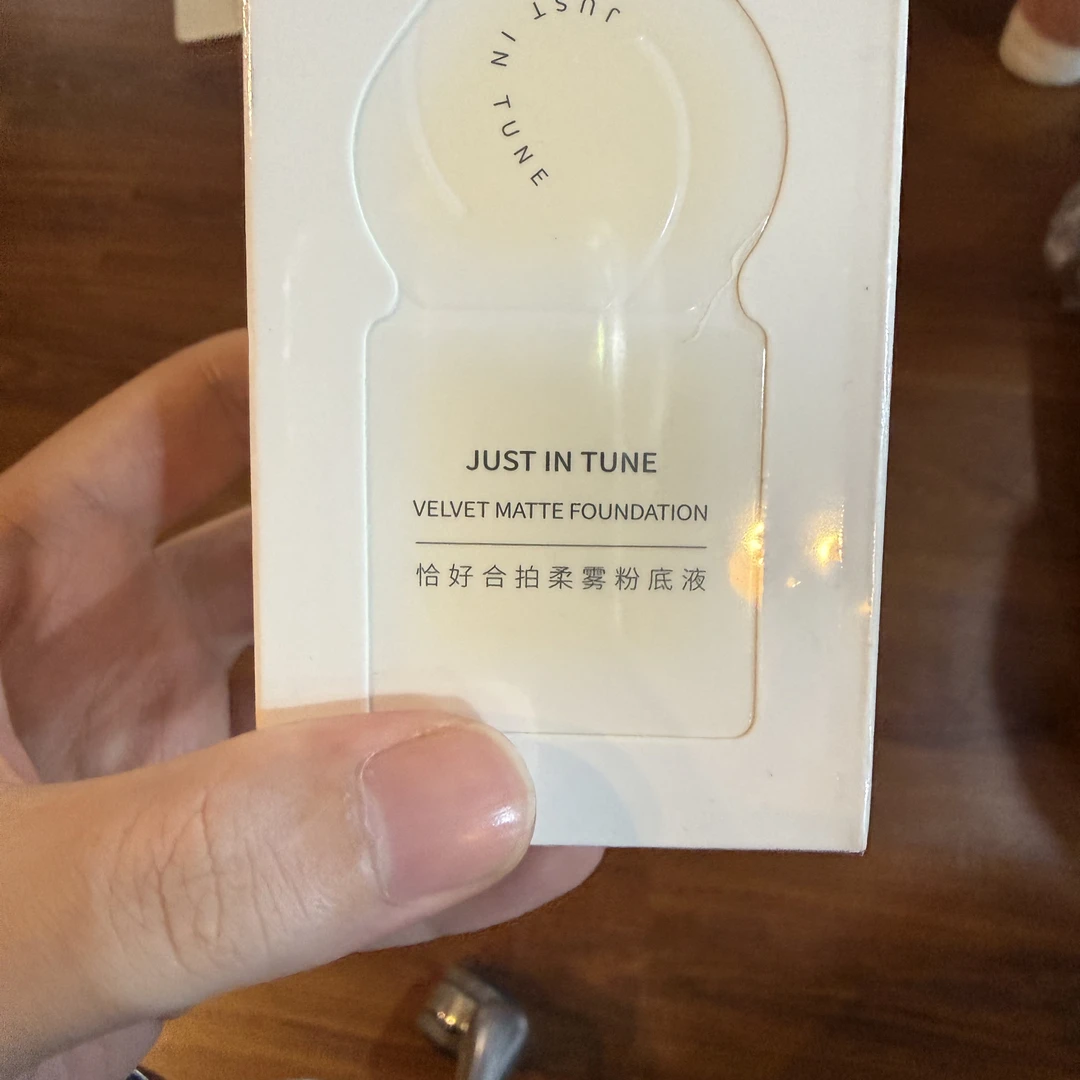 JUST IN TUNE
JUST IN TUNE
VELVET MATTE FOUNDATION
恰好合拍柔雾粉底液